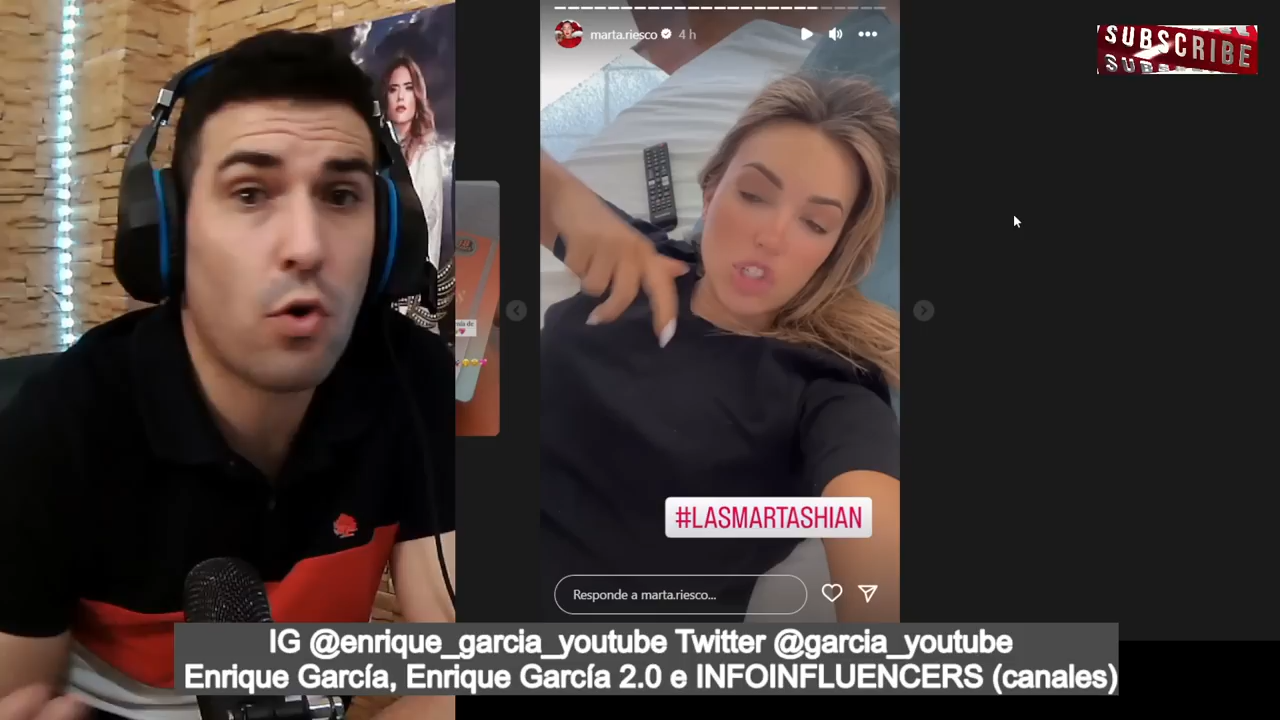 marta.riesco 4 h
SUBSCRIBE
#LASMARTASHIAN
Responde a marta.riesco...
IG @enrique_garcia_youtube Twitter @garcia_youtube
Enrique García, Enrique García 2.0 e INFOINFLUENCERS (canales)